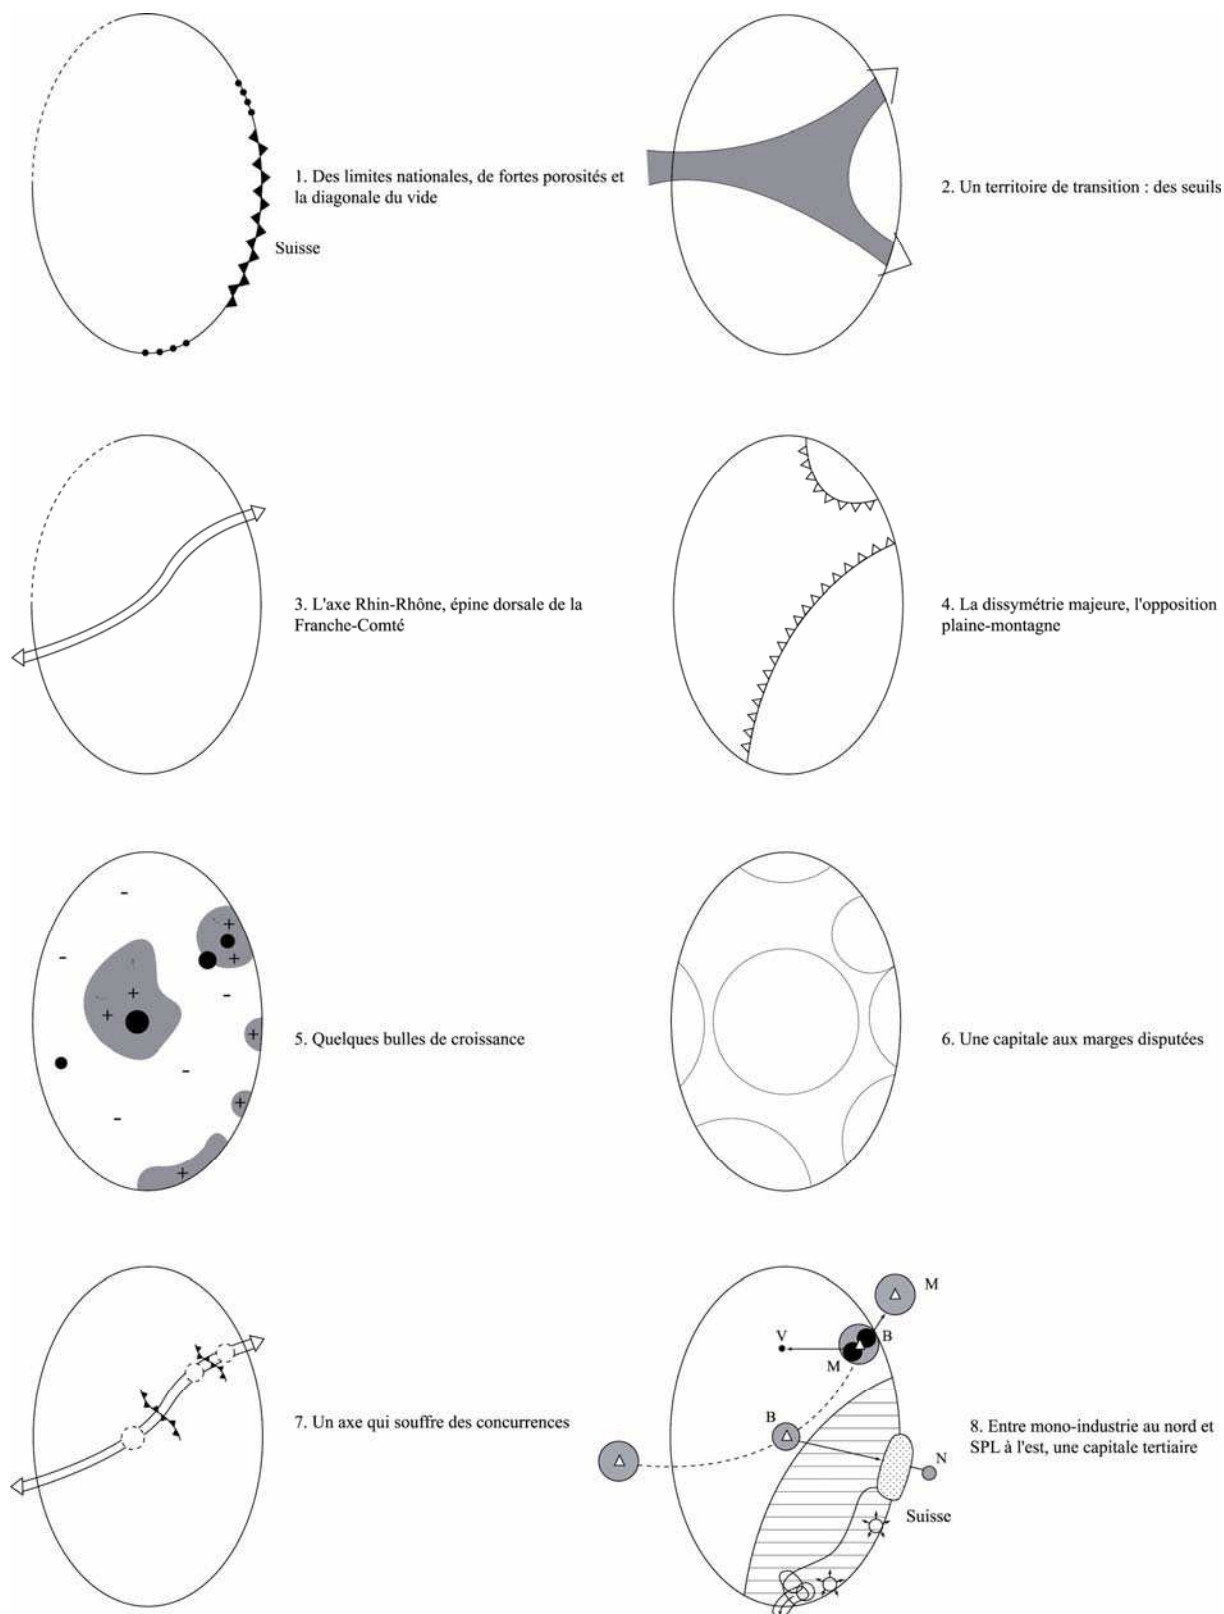 1. Des limites nationales, de fortes porosités et
la diagonale du vide
Suisse
2. Un territoire de transition : des seuils
3. L'axe Rhin-Rhône, épine dorsale de la
Franche-Comté
4. La dissymétrie majeure, l'opposition
plaine-montagne
-
+
-
+
+
+
-
+
+
-
-
+
+
5. Quelques bulles de croissance
6. Une capitale aux marges disputées
7. Un axe qui souffre des concurrences
M
V
B
M
B
N
Suisse
8. Entre mono-industrie au nord et
SPL à l'est, une capitale tertiaire